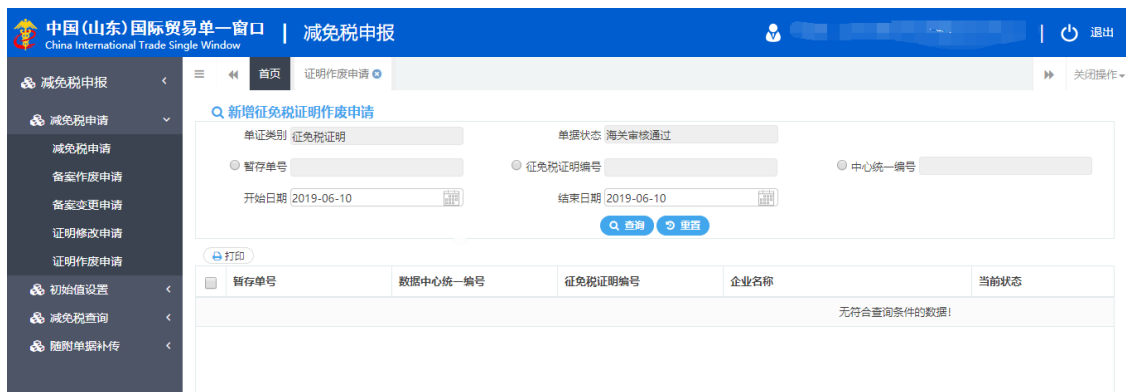 中国(山东)国际贸易单一窗口 | 减免税申报
China International Trade Single Window
退出
减免税申报
首页 证明作废申请 关闭操作
减免税申请
减免税申请
备案作废申请
备案变更申请
证明修改申请
证明作废申请
初始值设置
减免税查询
随附单据补传
新增征免税证明作废申请
单证类别 征免税证明 单据状态 海关审核通过
暂存单号 征免税证明编号 中心统一编号
开始日期 2019-06-10 结束日期 2019-06-10
查询 重置
打印
暂存单号 数据中心统一编号 征免税证明编号 企业名称 当前状态
无符合查询条件的数据!